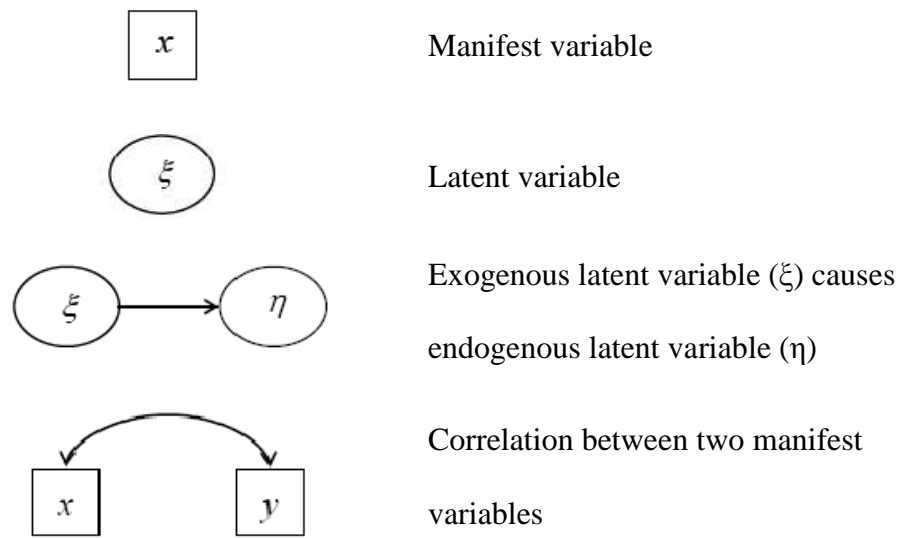 x Manifest variable
ξ Latent variable
Exogenous latent variable (ξ) causes
ξ η
endogenous latent variable (η)
Correlation between two manifest
x y variables